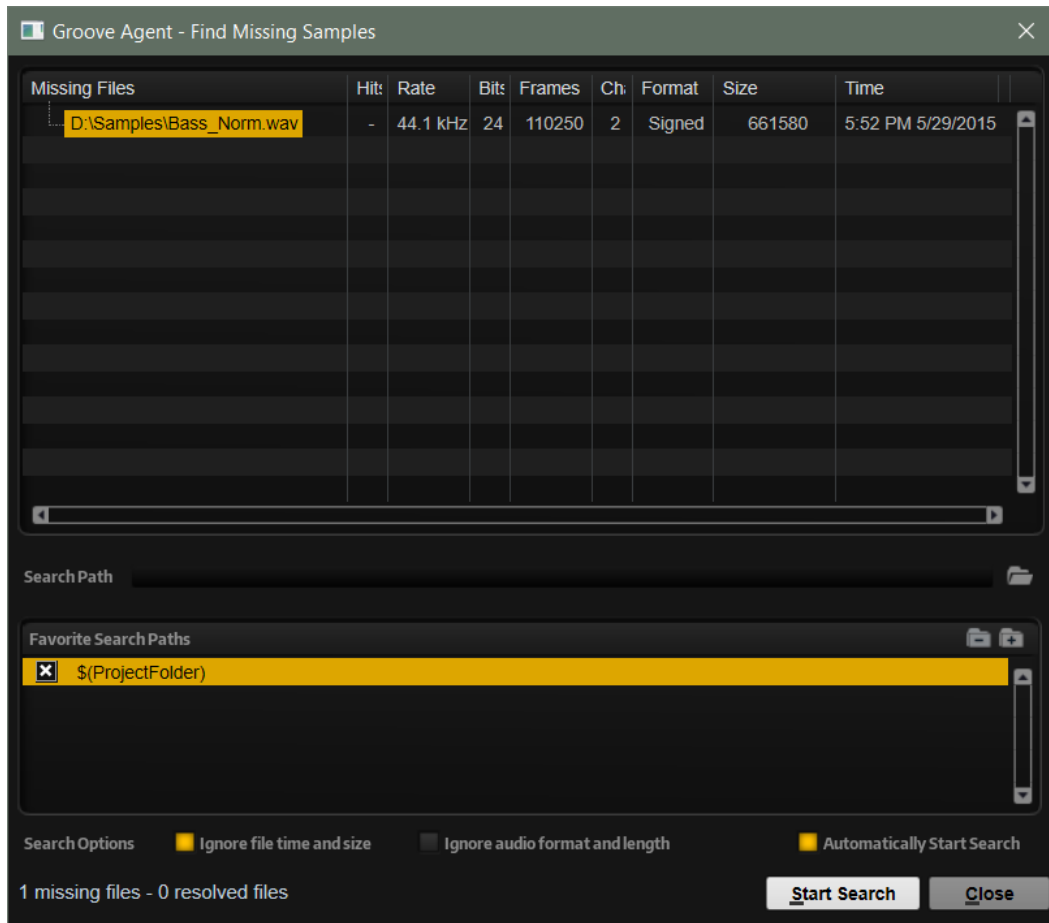 Groove Agent - Find Missing Samples
Missing Files Hits Rate Bits Frames Cha Format Size Time
D:\Samples\Bass_Norm.wav - 44.1 kHz 24 110250 2 Signed 661580 5:52 PM 5/29/2015
Search Path
Favorite Search Paths
$(ProjectFolder)
Search Options Ignore file time and size Ignore audio format and length Automatically Start Search
1 missing files - 0 resolved files Start Search Close